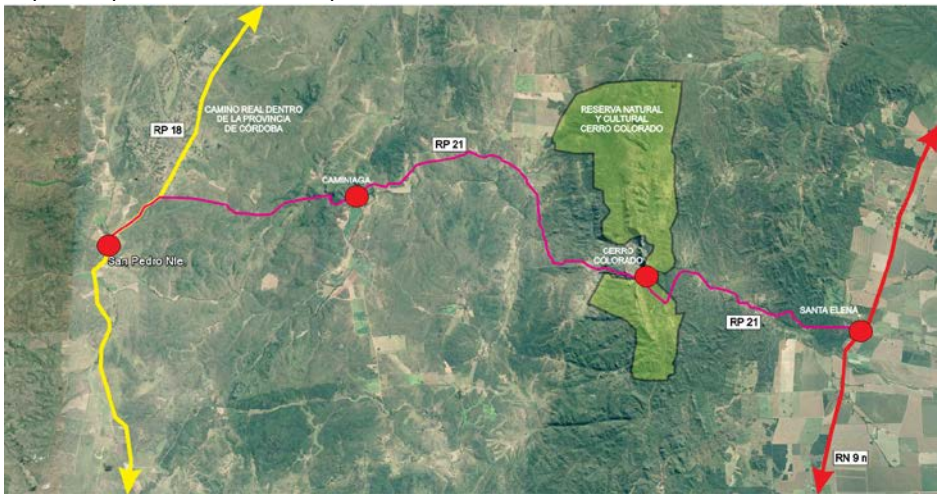 RP 18
CAMINO REAL DENTRO
DE LA PROVINCIA
DE CÓRDOBA
RESERVA NATURAL
Y CULTURAL
CERRO COLORADO
RP 21
CAMINIAGA
San Pedro Nte.
CERRO
COLORADO
RP 21
SANTA ELENA
RN 9 n